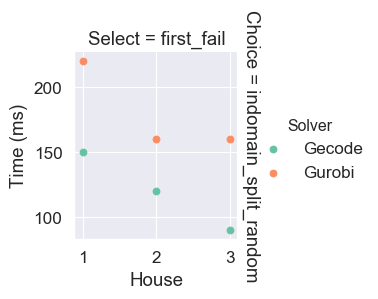 Select = first_fail
Choice = indomain_split_random
Time (ms)
200
150
100
1 2 3
House
Solver
Gecode
Gurobi